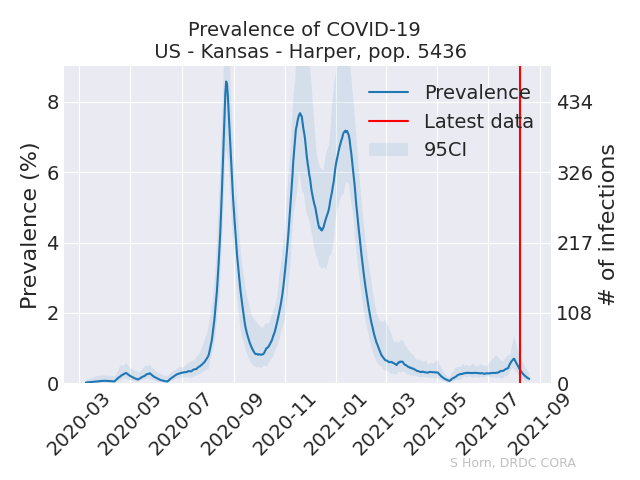 Prevalence of COVID-19
US - Kansas - Harper, pop. 5436
Prevalence
Latest data
95CI
Prevalence (%)
8
6
4
2
0
434
326
217
108
0
# of infections
2020-03
2020-05
2020-07
2020-09
2020-11
2021-01
2021-03
2021-05
2021-07
2021-09
S Horn, DRDC CORA